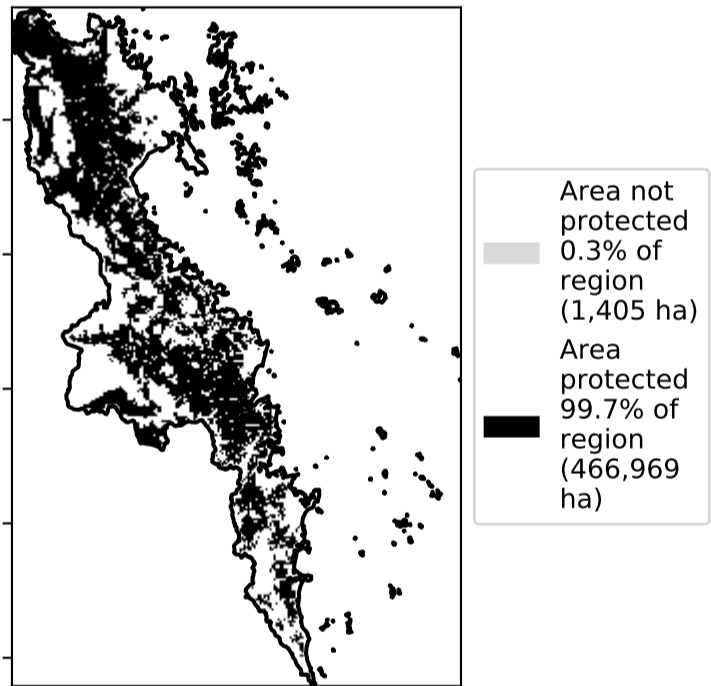 Area not
protected
0.3% of
region
(1,405 ha)
Area
protected
99.7% of
region
(466,969
ha)